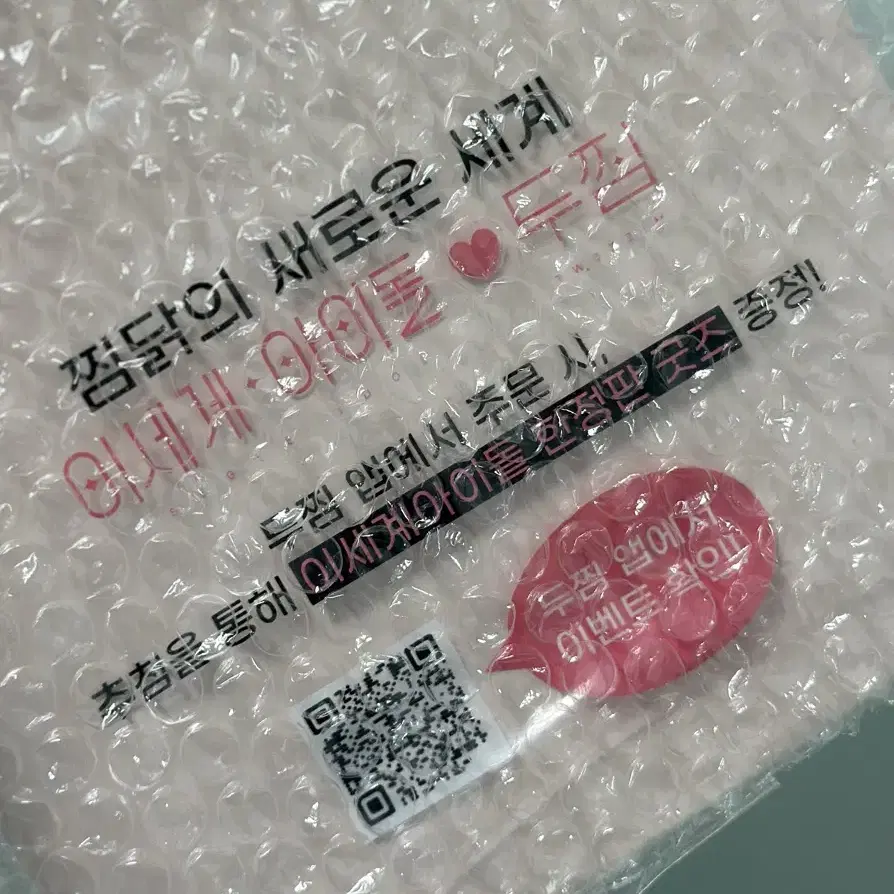 찜닭의 새로운 세계
이세계아이돌 ♥ 두찜
두찜 앱에서 주문 시,
추첨을 통해 이세계아이돌 한정판 굿즈 증정!
두찜 앱에서
이벤트 확인!